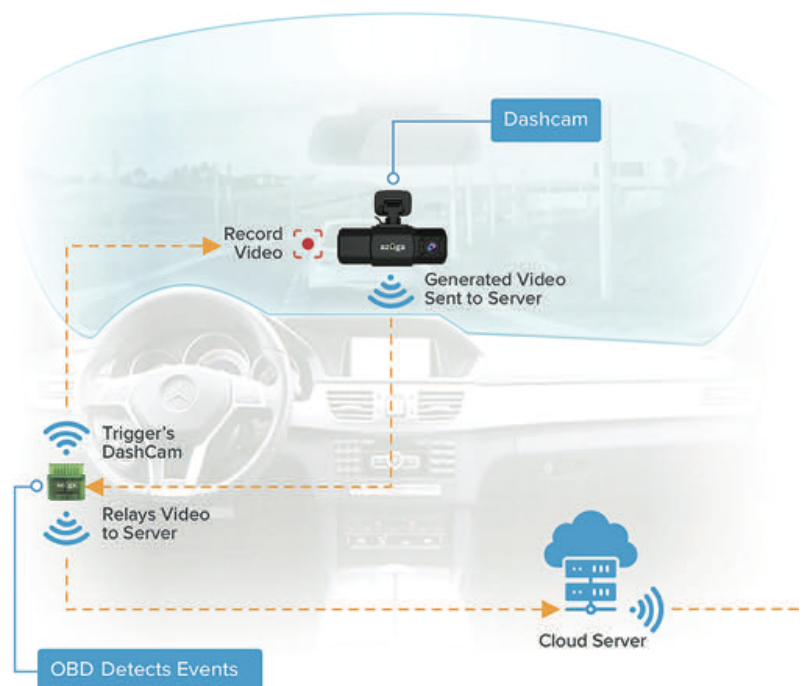 Dashcam
Record
Video
azuga
Generated Video
Sent to Server
Trigger's
DashCam
Relays Video
to Server
Cloud Server
OBD Detects Events